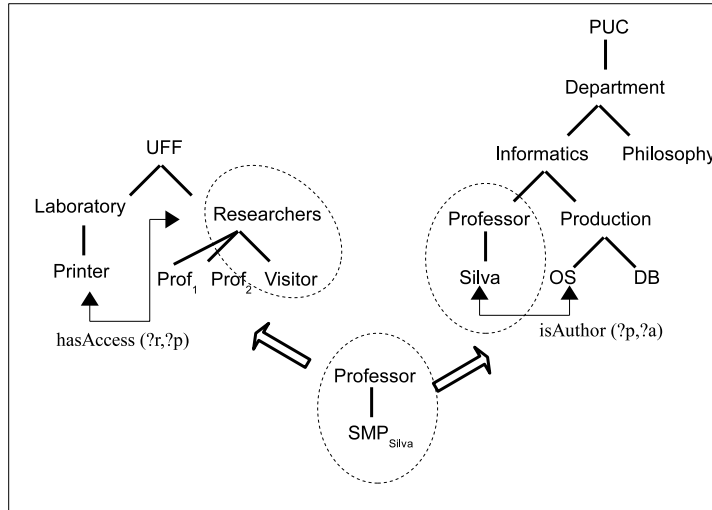 PUC
Department
UFF
Informatics Philosophy
Laboratory
Researchers
Professor Production
Printer
Prof1 Prof2 Visitor
Silva OS DB
hasAccess (?r,?p)
isAuthor (?p,?a)
Professor
SMPSilva